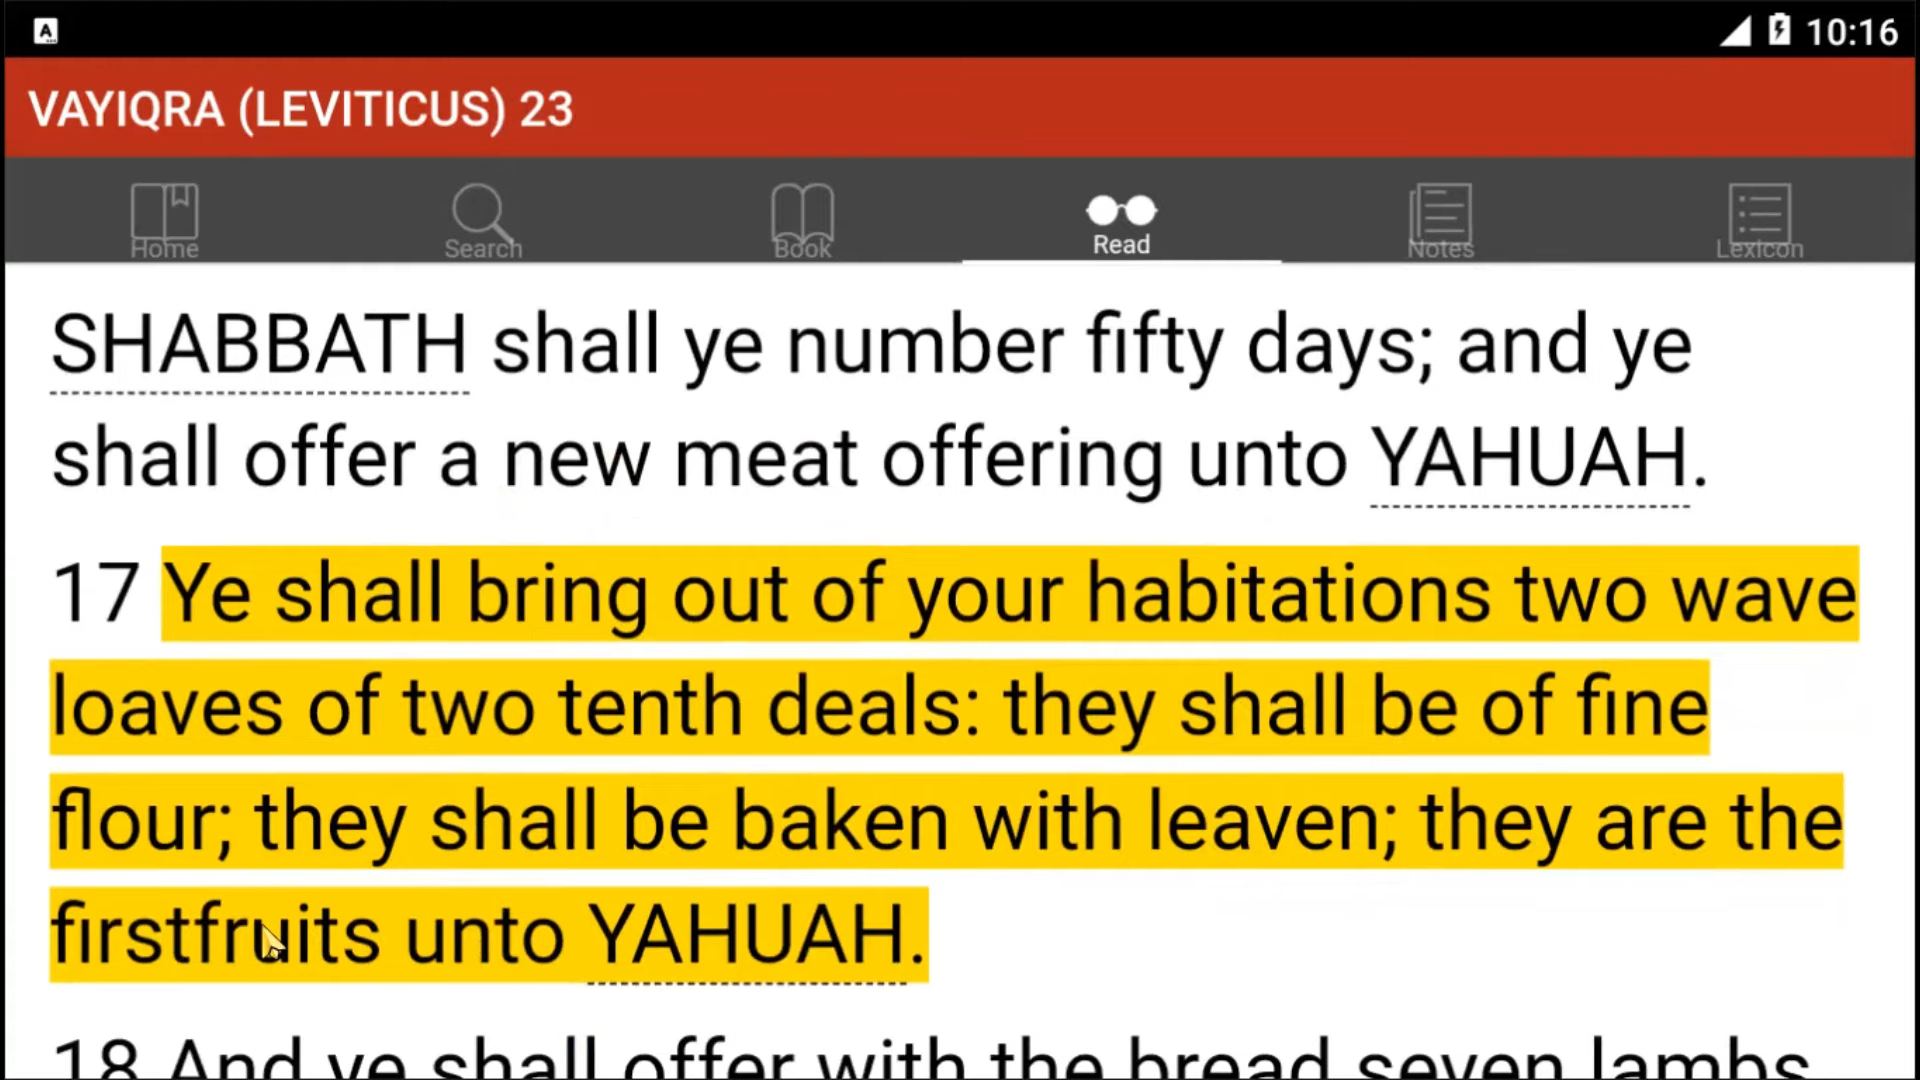 A
10:16
VAYIQRA (LEVITICUS) 23
Home Search Book Read Notes Lexicon
SHABBATH shall ye number fifty days; and ye
shall offer a new meat offering unto YAHUAH.
17 Ye shall bring out of your habitations two wave
loaves of two tenth deals: they shall be of fine
flour; they shall be baken with leaven; they are the
firstfruits unto YAHUAH.
18 And ye shall offer with the bread seven lambs